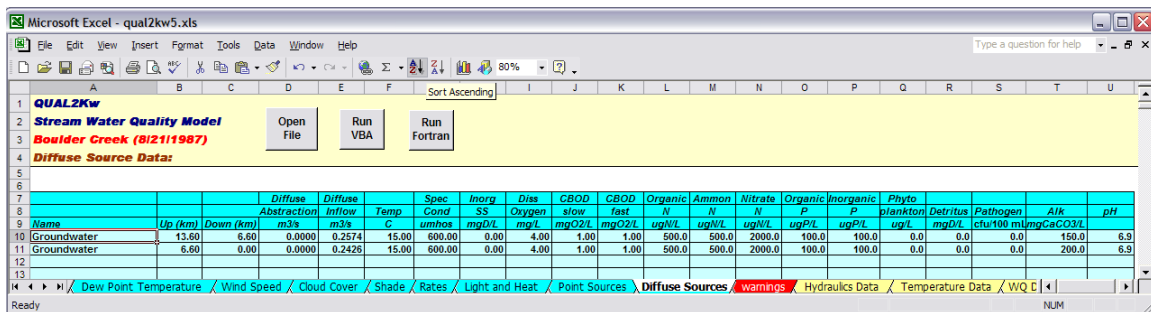 Microsoft Excel - qual2kw5.xls
File Edit View Insert Format Tools Data Window Help Type a question for help
80%
Sort Ascending
A B C D E F I J K L M N O P Q R S T U
1 QUAL2Kw
2 Stream Water Quality Model Open File Run VBA Run Fortran
3 Boulder Creek (8/21/1987)
4 Diffuse Source Data:
5
6
7 Diffuse Diffuse Spec Inorg Diss CBOD CBOD Organic Ammon Nitrate Organic Inorganic Phyto
8 Abstraction Inflow Temp Cond SS Oxygen slow fast N N N P P plankton Detritus Pathogen Alk pH
9 Name Up (km) Down (km) m3/s m3/s C umhos mgD/L mg/L mgO2/L mgO2/L ugN/L ugN/L ugN/L ugP/L ugP/L ug/L mgD/L cfu/100 mL mgCaCO3/L
10 Groundwater 13.60 6.60 0.0000 0.2574 15.00 600.00 0.00 4.00 1.00 1.00 500.0 500.0 2000.0 100.0 100.0 0.0 0.0 0.0 150.0 6.9
11 Groundwater 6.60 0.00 0.0000 0.2426 15.00 600.00 0.00 4.00 1.00 1.00 500.0 500.0 2000.0 100.0 100.0 0.0 0.0 0.0 200.0 6.9
12
13
Dew Point Temperature Wind Speed Cloud Cover Shade Rates Light and Heat Point Sources Diffuse Sources warnings Hydraulics Data Temperature Data WQ D
Ready NUM